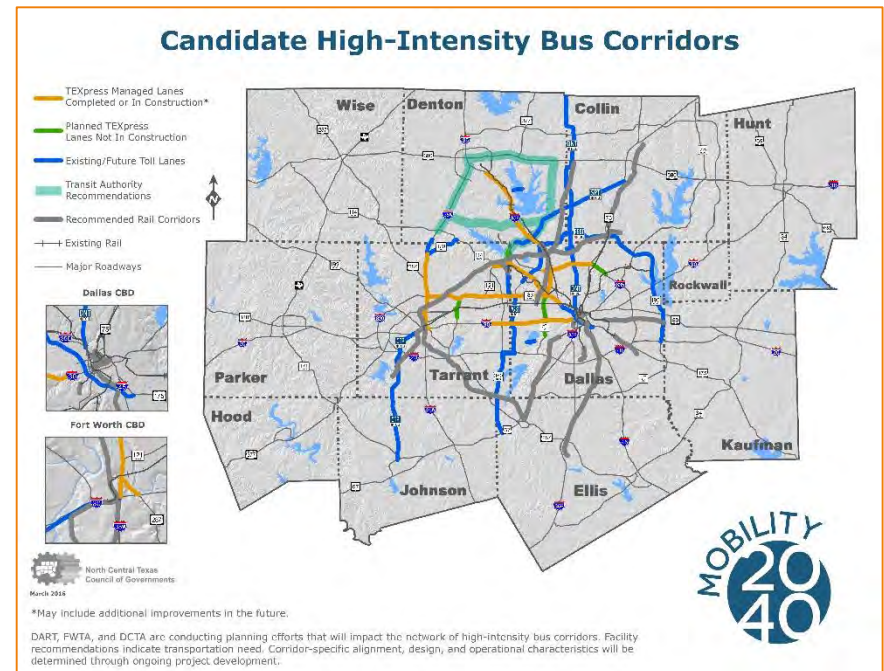 Candidate High-Intensity Bus Corridors
TEXpress Managed Lanes
Completed or In Construction*
Planned TEXpress
Lanes Not In Construction
Existing/Future Toll Lanes
Transit Authority
Recommendations
Recommended Rail Corridors
Existing Rail
Major Roadways
N
Wise
Denton
Collin
Hunt
Rockwall
Parker
Tarrant
Dallas
Hood
Johnson
Ellis
Kaufman
Dallas CBD
175
Fort Worth CBD
121
287
North Central Texas
Council of Governments
March 2016
MOBILITY
20
40
*May include additional improvements in the future.
DART, FWTA, and DCTA are conducting planning efforts that will impact the network of high-intensity bus corridors. Facility
recommendations indicate transportation need. Corridor-specific alignment, design, and operational characteristics will be
determined through ongoing project development.